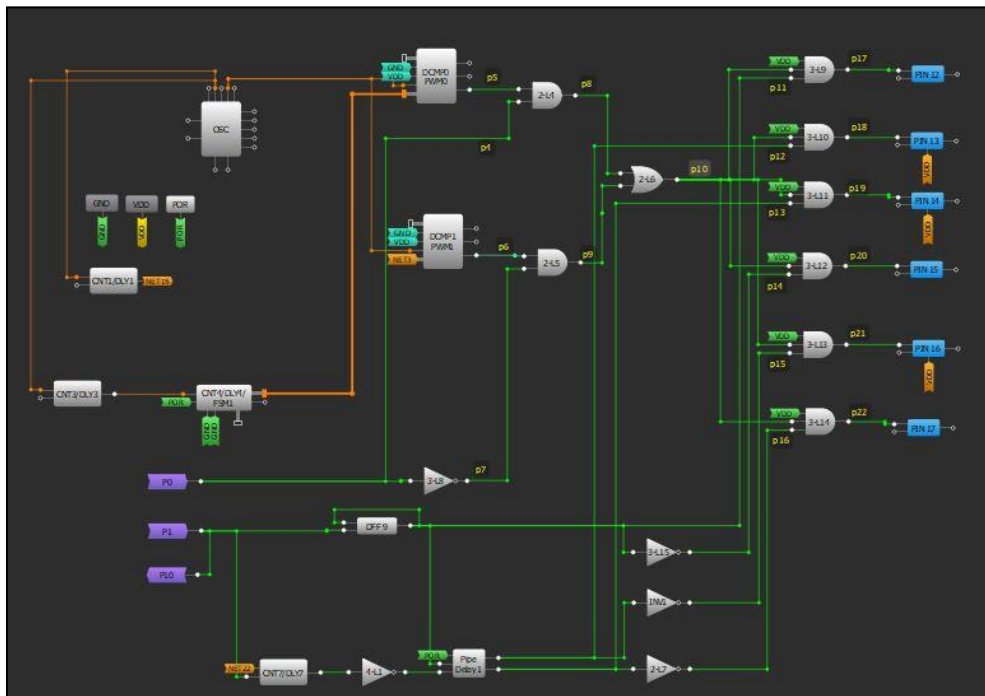 GND
VDD
DCMP0
PWM0
p5
2-L4
p8
VDD
3-L9
p17
PIN 12
p11
OSC
p4
VDD
3-L10
p18
PIN 13
p12
VDD
2-L6
p10
VDD
3-L11
p19
PIN 14
p13
VDD
GND
VDD
POR
GND
VDD
POR
GND
VDD
NET3
DCMP1
PWM1
p6
2-L5
p9
VDD
3-L12
p20
PIN 15
p14
CNT1/DLY1
NET15
VDD
3-L13
p21
PIN 16
p15
VDD
CNT3/DLY3
POR
CNT4/DLY4/
FSM1
GND
GND
VDD
3-L14
p22
PIN 17
p16
P0
3-L8
p7
P1
DFF9
3-L15
P10
INV1
NET22
CNT7/DLY7
4-L1
POR
Pipe
Delay1
2-L7